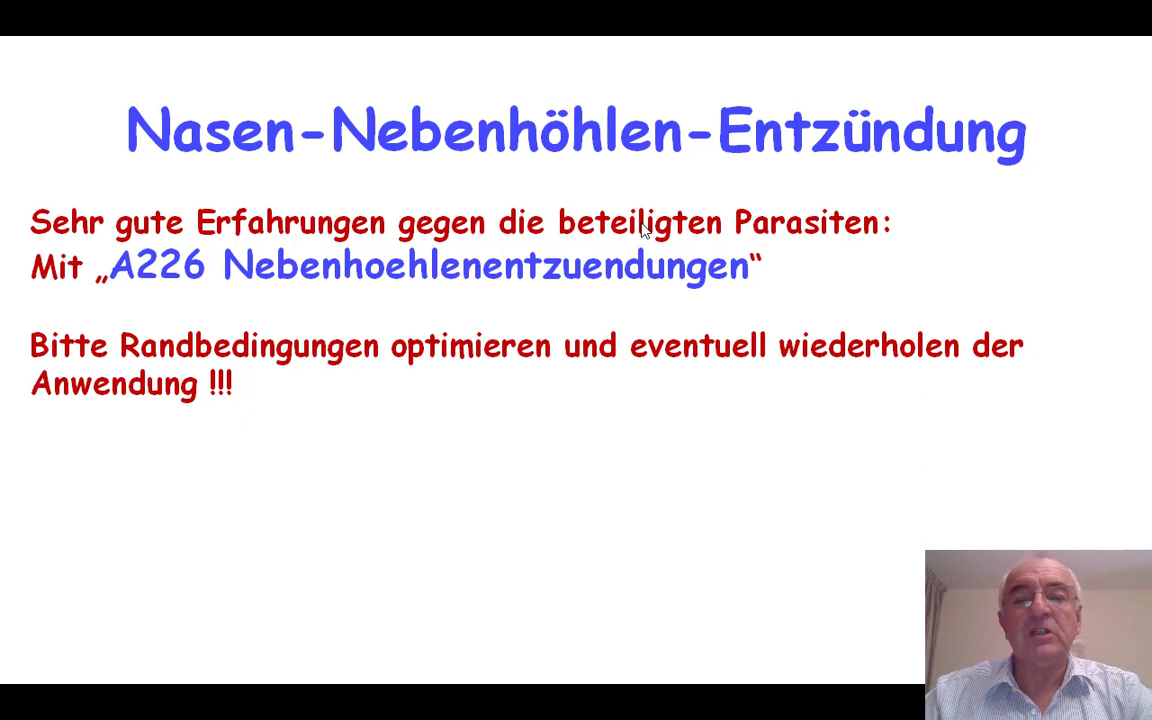 Nasen-Nebenhöhlen-Entzündung
Sehr gute Erfahrungen gegen die beteiligten Parasiten:
Mit „A226 Nebenhoehlenentzuendungen“
Bitte Randbedingungen optimieren und eventuell wiederholen der
Anwendung !!!